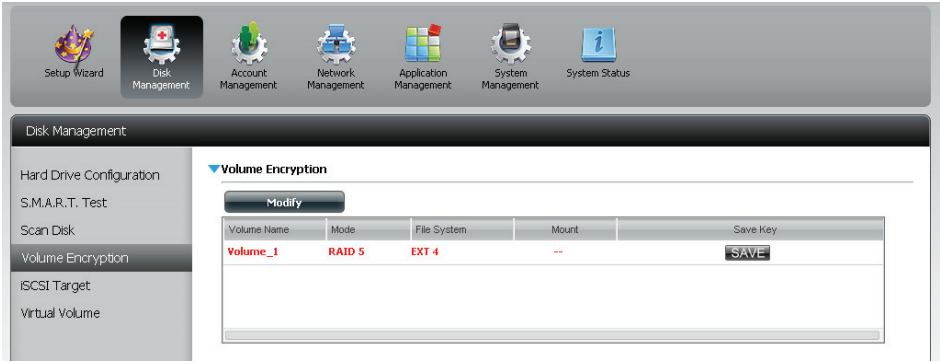 Setup Wizard
Disk Management
Account Management
Network Management
Application Management
System Management
System Status
Disk Management
Hard Drive Configuration
S.M.A.R.T. Test
Scan Disk
Volume Encryption
iSCSI Target
Virtual Volume
Volume Encryption
Modify
Volume Name Mode File System Mount Save Key
Volume_1 RAID 5 EXT 4 -- SAVE